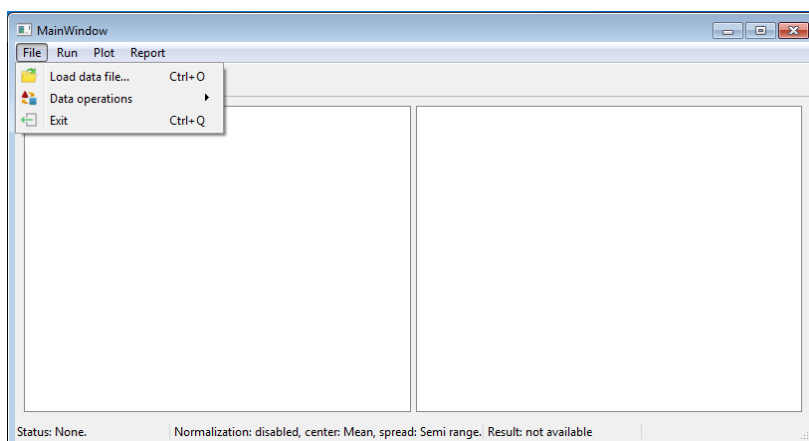 MainWindow
File Run Plot Report
Load data file... Ctrl+O
Data operations
Exit Ctrl+Q
Status: None. Normalization: disabled, center: Mean, spread: Semi range. Result: not available